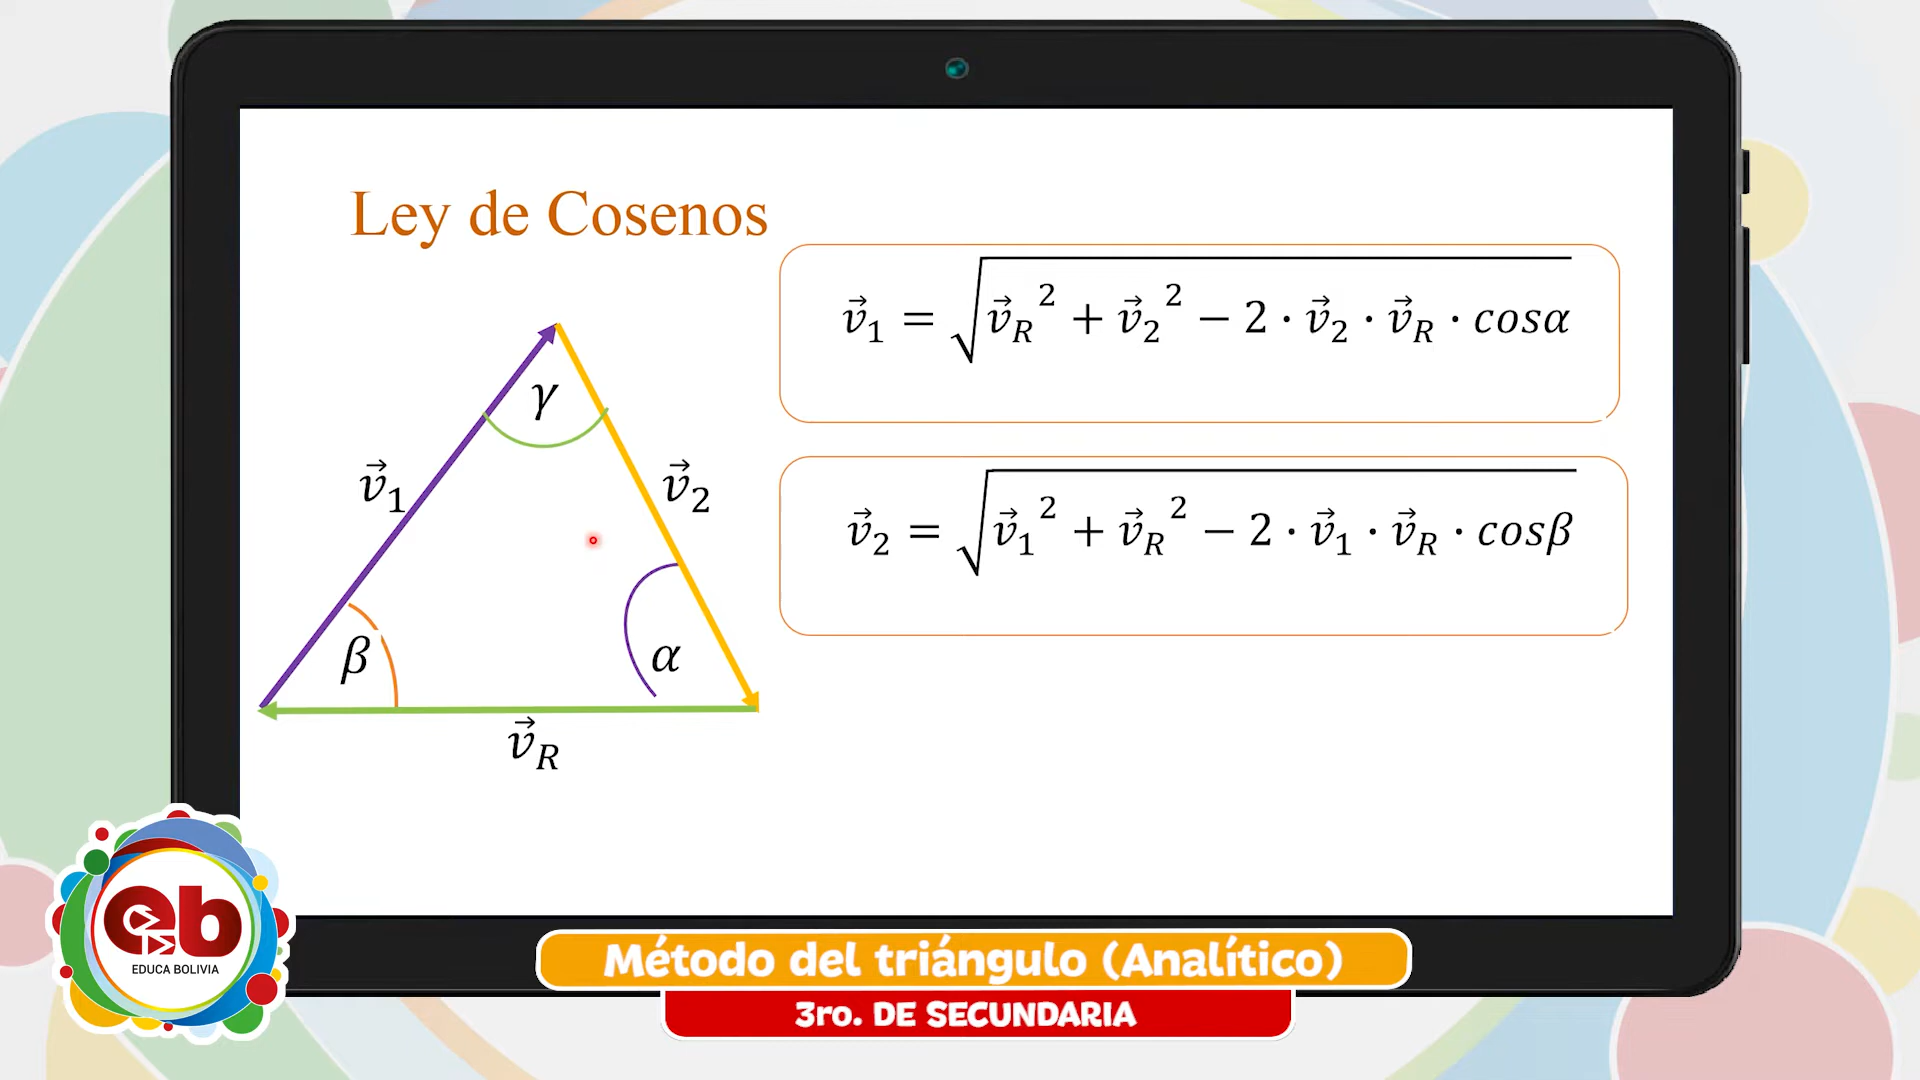 Ley de Cosenos
γ
v⃗₁
v⃗₂
β
α
v⃗_R
v⃗₁ = √(v⃗_R² + v⃗₂² − 2 · v⃗₂ · v⃗_R · cosα)
v⃗₂ = √(v⃗₁² + v⃗_R² − 2 · v⃗₁ · v⃗_R · cosβ)
eb
EDUCA BOLIVIA
Método del triángulo (Analítico)
3ro. DE SECUNDARIA